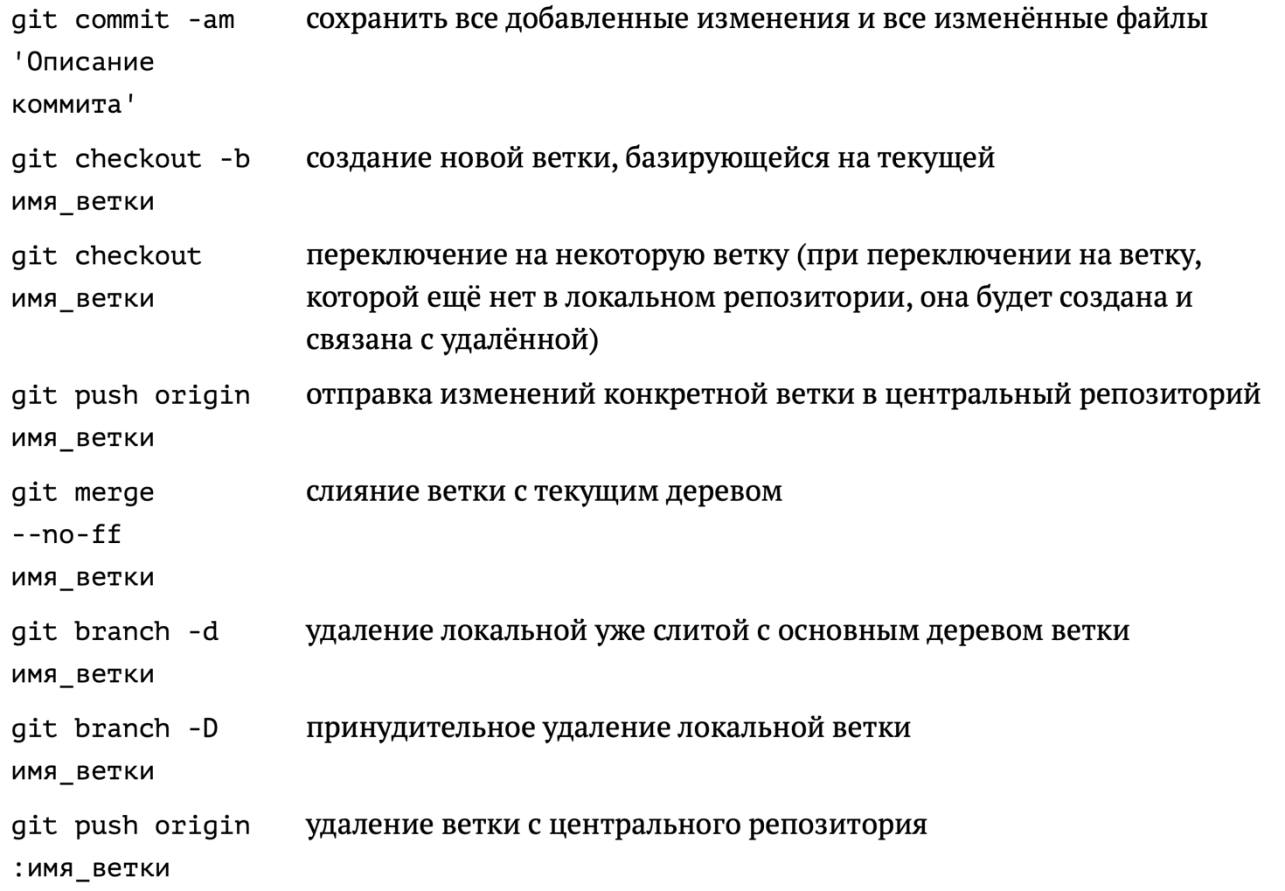 git commit -am сохранить все добавленные изменения и все изменённые файлы
'Описание
коммита'
git checkout -b создание новой ветки, базирующейся на текущей
имя_ветки
git checkout переключение на некоторую ветку (при переключении на ветку,
имя_ветки которой ещё нет в локальном репозитории, она будет создана и
связана с удалённой)
git push origin отправка изменений конкретной ветки в центральный репозиторий
имя_ветки
git merge слияние ветки с текущим деревом
--no-ff
имя_ветки
git branch -d удаление локальной уже слитой с основным деревом ветки
имя_ветки
git branch -D принудительное удаление локальной ветки
имя_ветки
git push origin удаление ветки с центрального репозитория
:имя_ветки